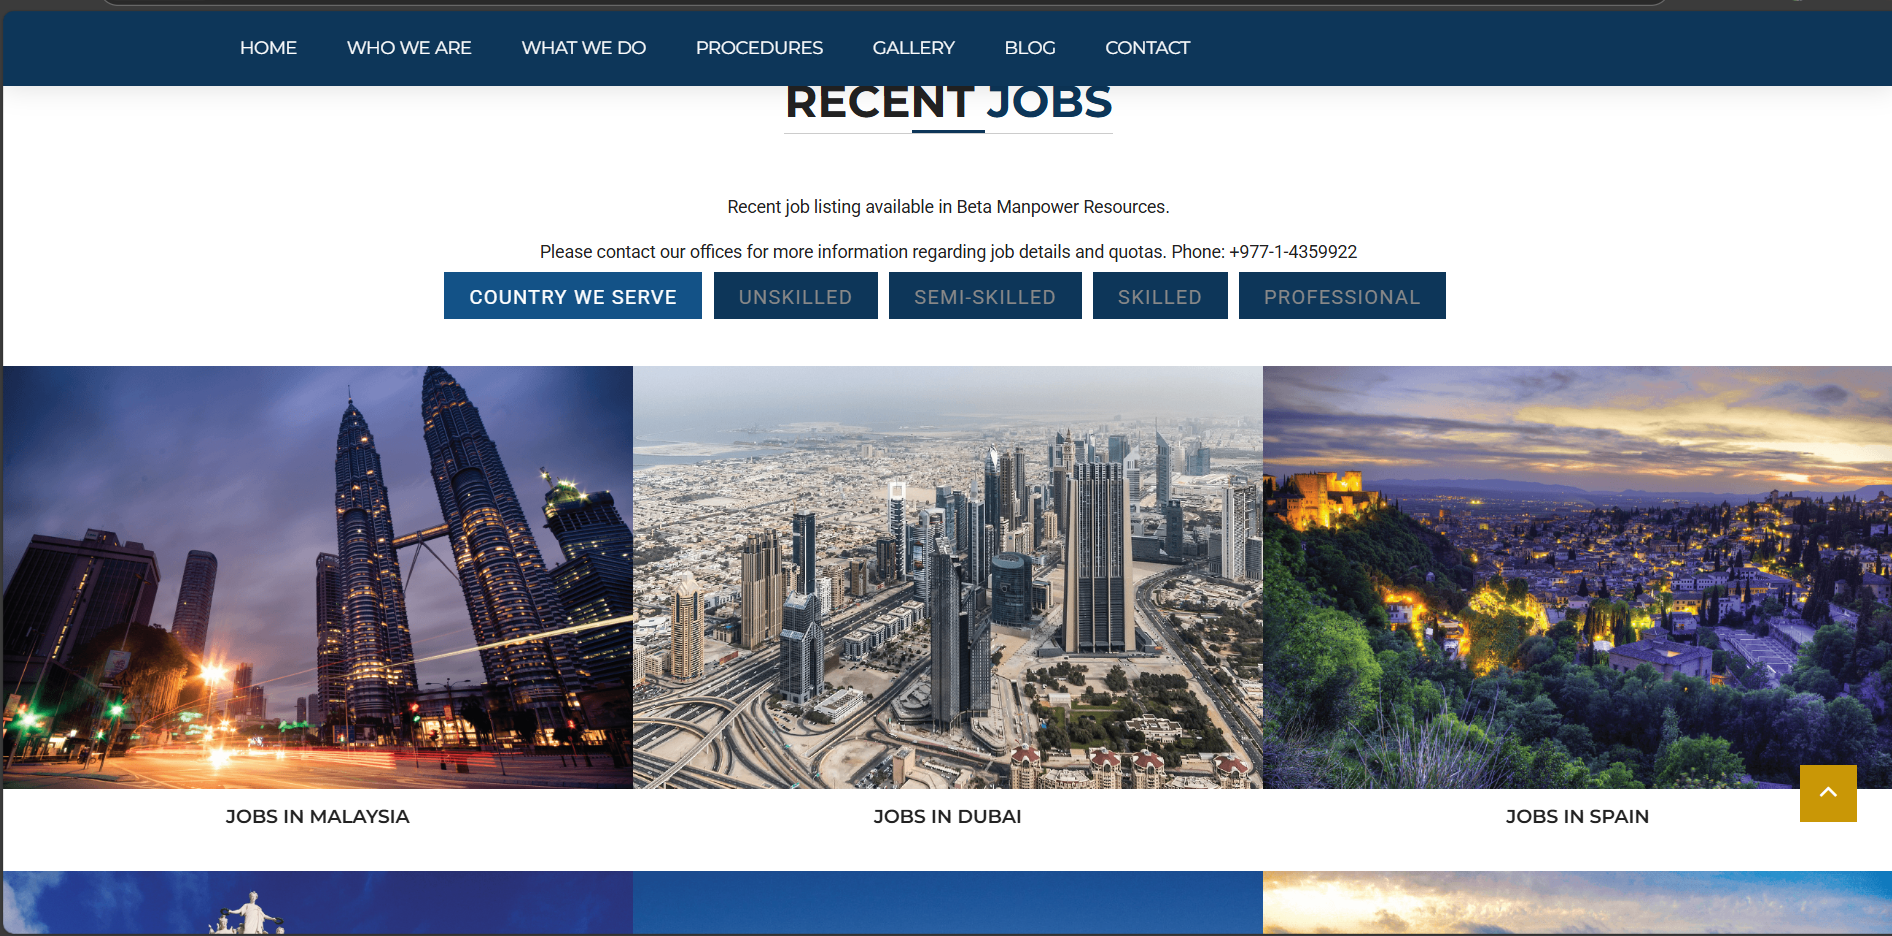 HOME WHO WE ARE WHAT WE DO PROCEDURES GALLERY BLOG CONTACT
RECENT JOBS
Recent job listing available in Beta Manpower Resources.
Please contact our offices for more information regarding job details and quotas. Phone: +977-1-4359922
COUNTRY WE SERVE UNSKILLED SEMI-SKILLED SKILLED PROFESSIONAL
JOBS IN MALAYSIA JOBS IN DUBAI JOBS IN SPAIN